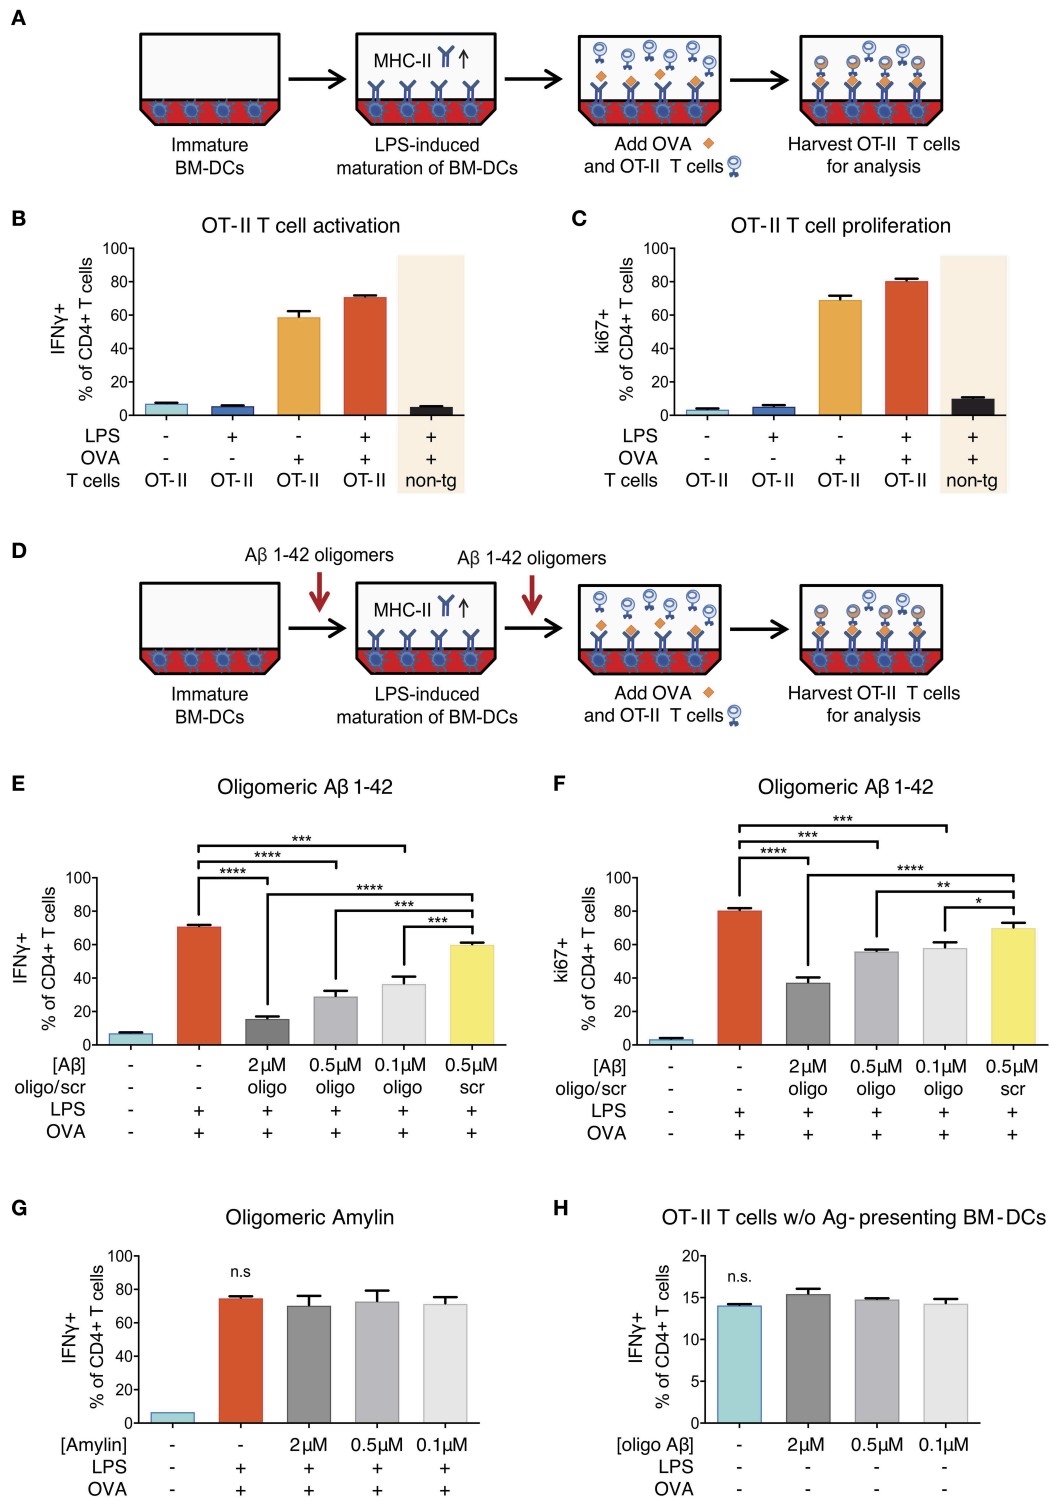 A
MHC-II
Immature
BM-DCs
LPS-induced
maturation of BM-DCs
Add OVA
and OT-II T cells
Harvest OT-II T cells
for analysis
B
OT-II T cell activation
IFNγ+
% of CD4+ T cells
100
80
60
40
20
0
LPS - + - + +
OVA - - + + +
T cells OT-II OT-II OT-II OT-II non-tg
C
OT-II T cell proliferation
ki67+
% of CD4+ T cells
100
80
60
40
20
0
LPS - + - + +
OVA - - + + +
T cells OT-II OT-II OT-II OT-II non-tg
D
Aβ 1-42 oligomers
Aβ 1-42 oligomers
MHC-II
Immature
BM-DCs
LPS-induced
maturation of BM-DCs
Add OVA
and OT-II T cells
Harvest OT-II T cells
for analysis
E
Oligomeric Aβ 1-42
IFNγ+
% of CD4+ T cells
***
****
****
****
***
***
100
80
60
40
20
0
[Aβ] - - 2μM 0.5μM 0.1μM 0.5μM
oligo/scr - - oligo oligo oligo scr
LPS - + + + + +
OVA - + + + + +
F
Oligomeric Aβ 1-42
ki67+
% of CD4+ T cells
***
***
****
****
**
*
100
80
60
40
20
0
[Aβ] - - 2μM 0.5μM 0.1μM 0.5μM
oligo/scr - - oligo oligo oligo scr
LPS - + + + + +
OVA - + + + + +
G
Oligomeric Amylin
IFNγ+
% of CD4+ T cells
n.s
100
80
60
40
20
0
[Amylin] - - 2μM 0.5μM 0.1μM
LPS - + + + +
OVA - + + + +
H
OT-II T cells w/o Ag-presenting BM-DCs
IFNγ+
% of CD4+ T cells
n.s.
20
15
10
5
0
[oligo Aβ] - 2μM 0.5μM 0.1μM
LPS - - - -
OVA - - - -